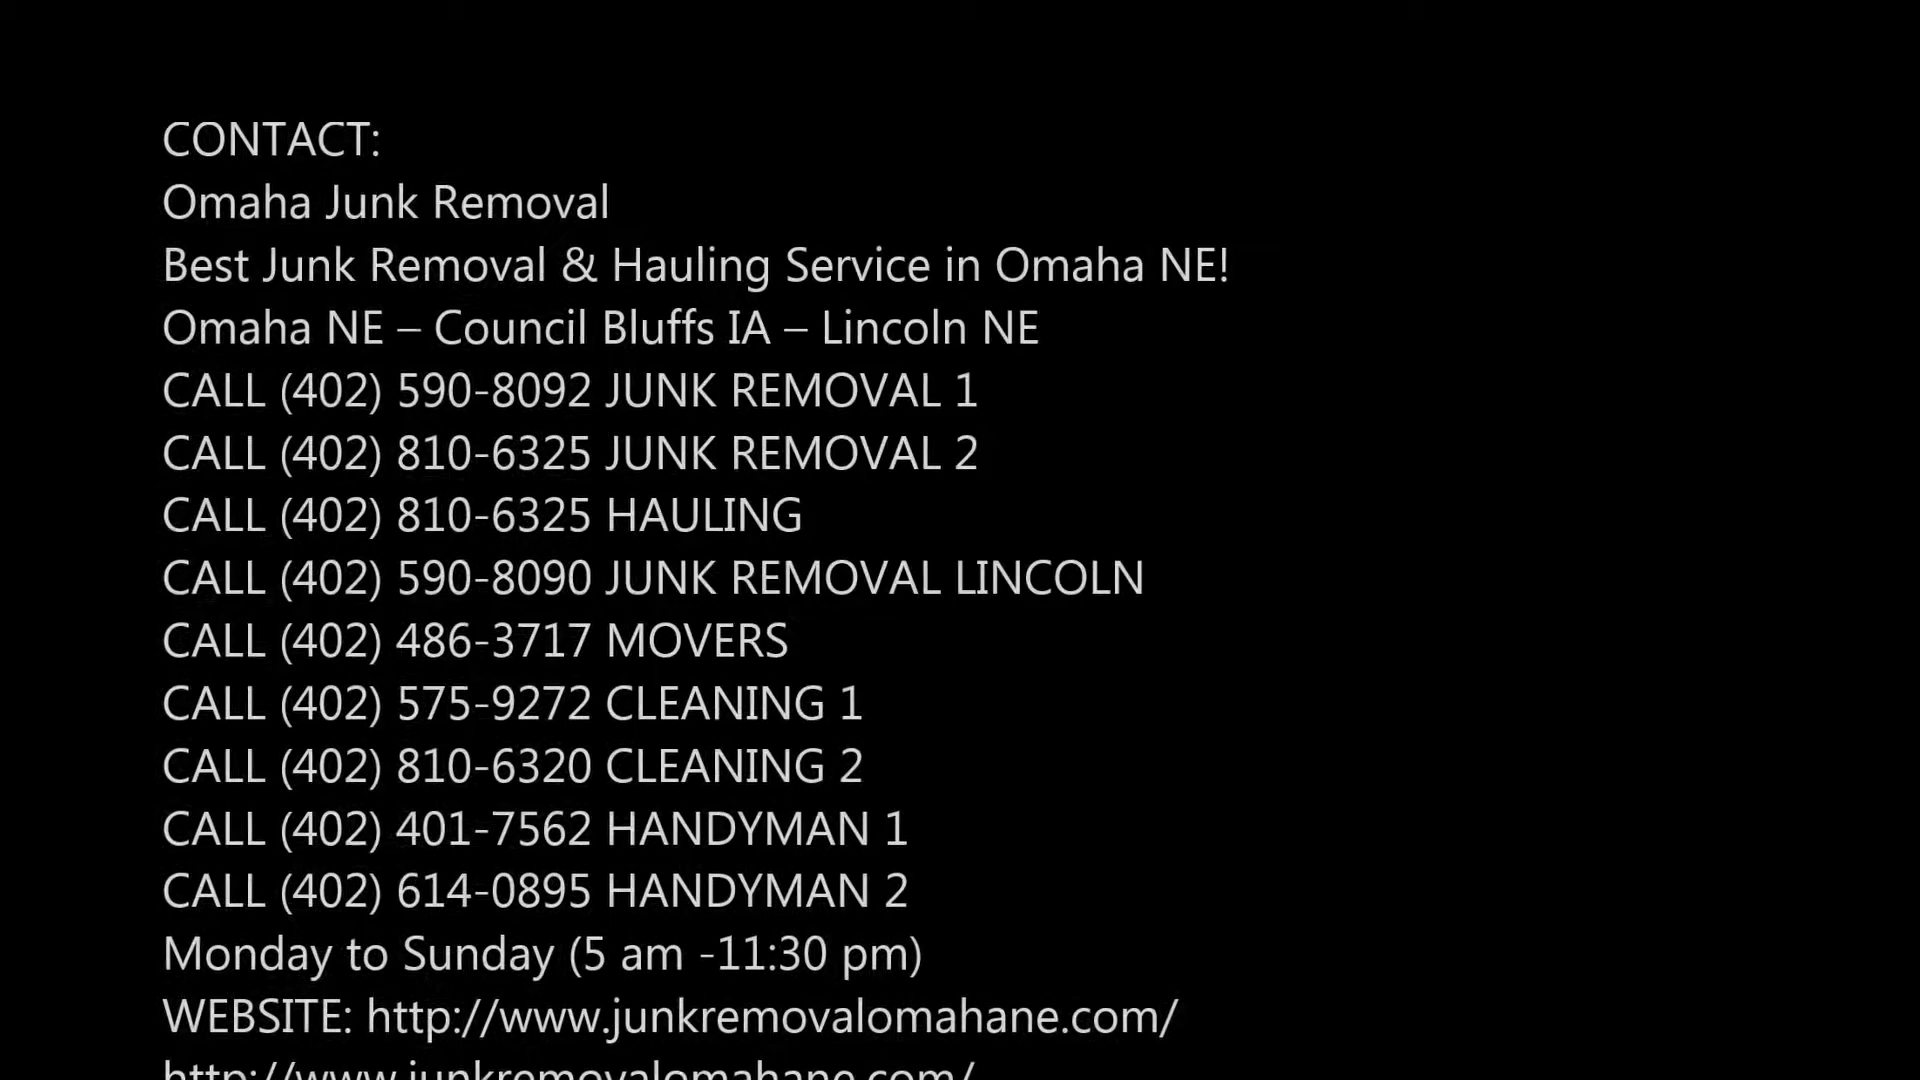 CONTACT:
Omaha Junk Removal
Best Junk Removal & Hauling Service in Omaha NE!
Omaha NE – Council Bluffs IA – Lincoln NE
CALL (402) 590-8092 JUNK REMOVAL 1
CALL (402) 810-6325 JUNK REMOVAL 2
CALL (402) 810-6325 HAULING
CALL (402) 590-8090 JUNK REMOVAL LINCOLN
CALL (402) 486-3717 MOVERS
CALL (402) 575-9272 CLEANING 1
CALL (402) 810-6320 CLEANING 2
CALL (402) 401-7562 HANDYMAN 1
CALL (402) 614-0895 HANDYMAN 2
Monday to Sunday (5 am -11:30 pm)
WEBSITE: http://www.junkremovalomahane.com/
http://www.junkremovalomahane.com/